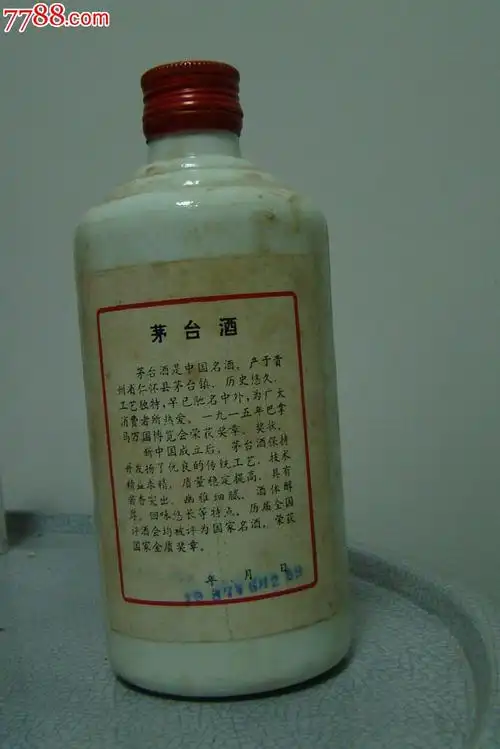 7788.com
茅台酒
茅台酒是中国名酒，产于贵
州省仁怀县茅台镇．历史悠久，
工艺独特，早已驰名中外，为广大
消费者所热爱。一九一五年巴拿
马万国博览会荣获奖章、奖状。
新中国成立后，茅台酒保持
并发扬了优良的传统工艺．技术
精益求精，质量稳定提高．具有
酱香突出、幽雅细腻、酒体醇
厚、回味悠长等特点．历届全国
评酒会均被评为国家名酒，荣获
国家金质奖章。
年 月 日